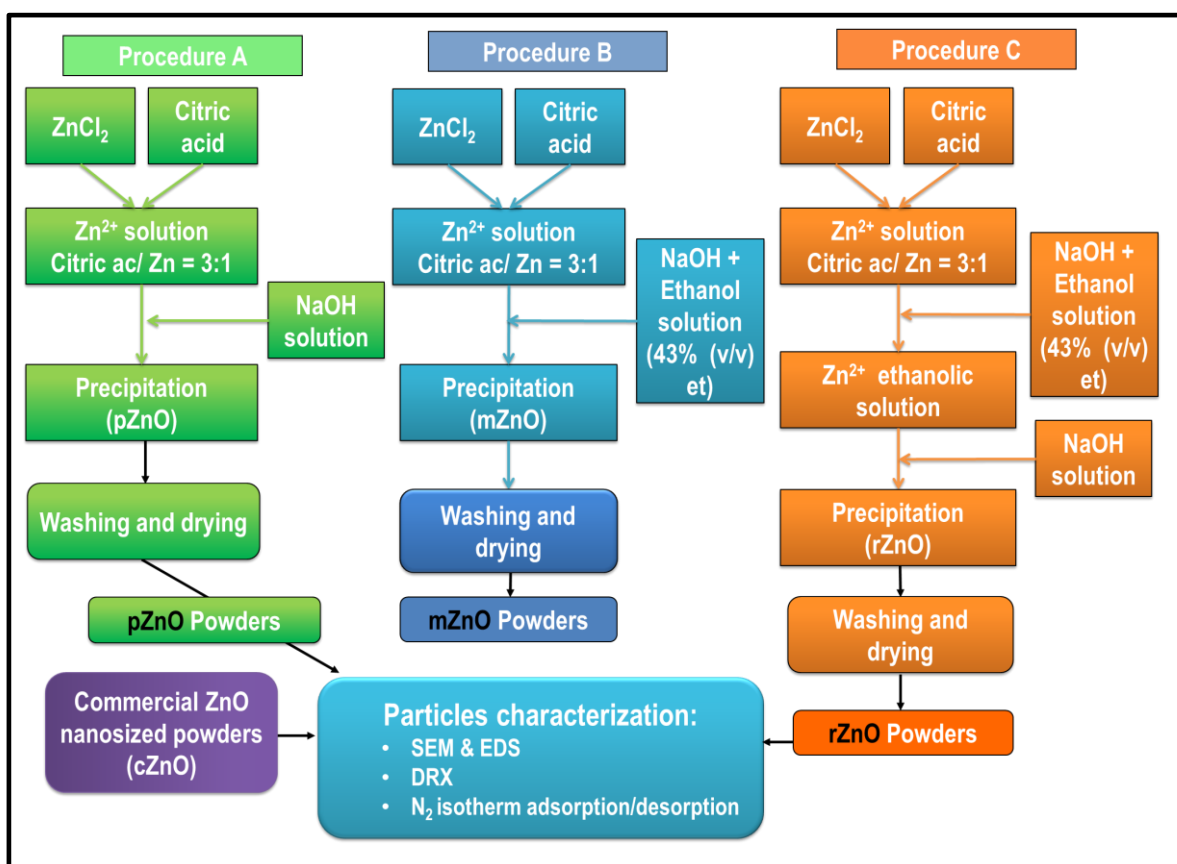 Procedure A
ZnCl₂
Citric
acid
Zn²⁺ solution
Citric ac/ Zn = 3:1
NaOH
solution
Precipitation
(pZnO)
Washing and drying
pZnO Powders
Procedure B
ZnCl₂
Citric
acid
Zn²⁺ solution
Citric ac/ Zn = 3:1
NaOH +
Ethanol
solution
(43% (v/v)
et)
Precipitation
(mZnO)
Washing and
drying
mZnO Powders
Procedure C
ZnCl₂
Citric
acid
Zn²⁺ solution
Citric ac/ Zn = 3:1
NaOH +
Ethanol
solution
(43% (v/v)
et)
Zn²⁺ ethanolic
solution
NaOH
solution
Precipitation
(rZnO)
Washing and
drying
rZnO Powders
Commercial ZnO
nanosized powders
(cZnO)
Particles characterization:
• SEM & EDS
• DRX
• N₂ isotherm adsorption/desorption